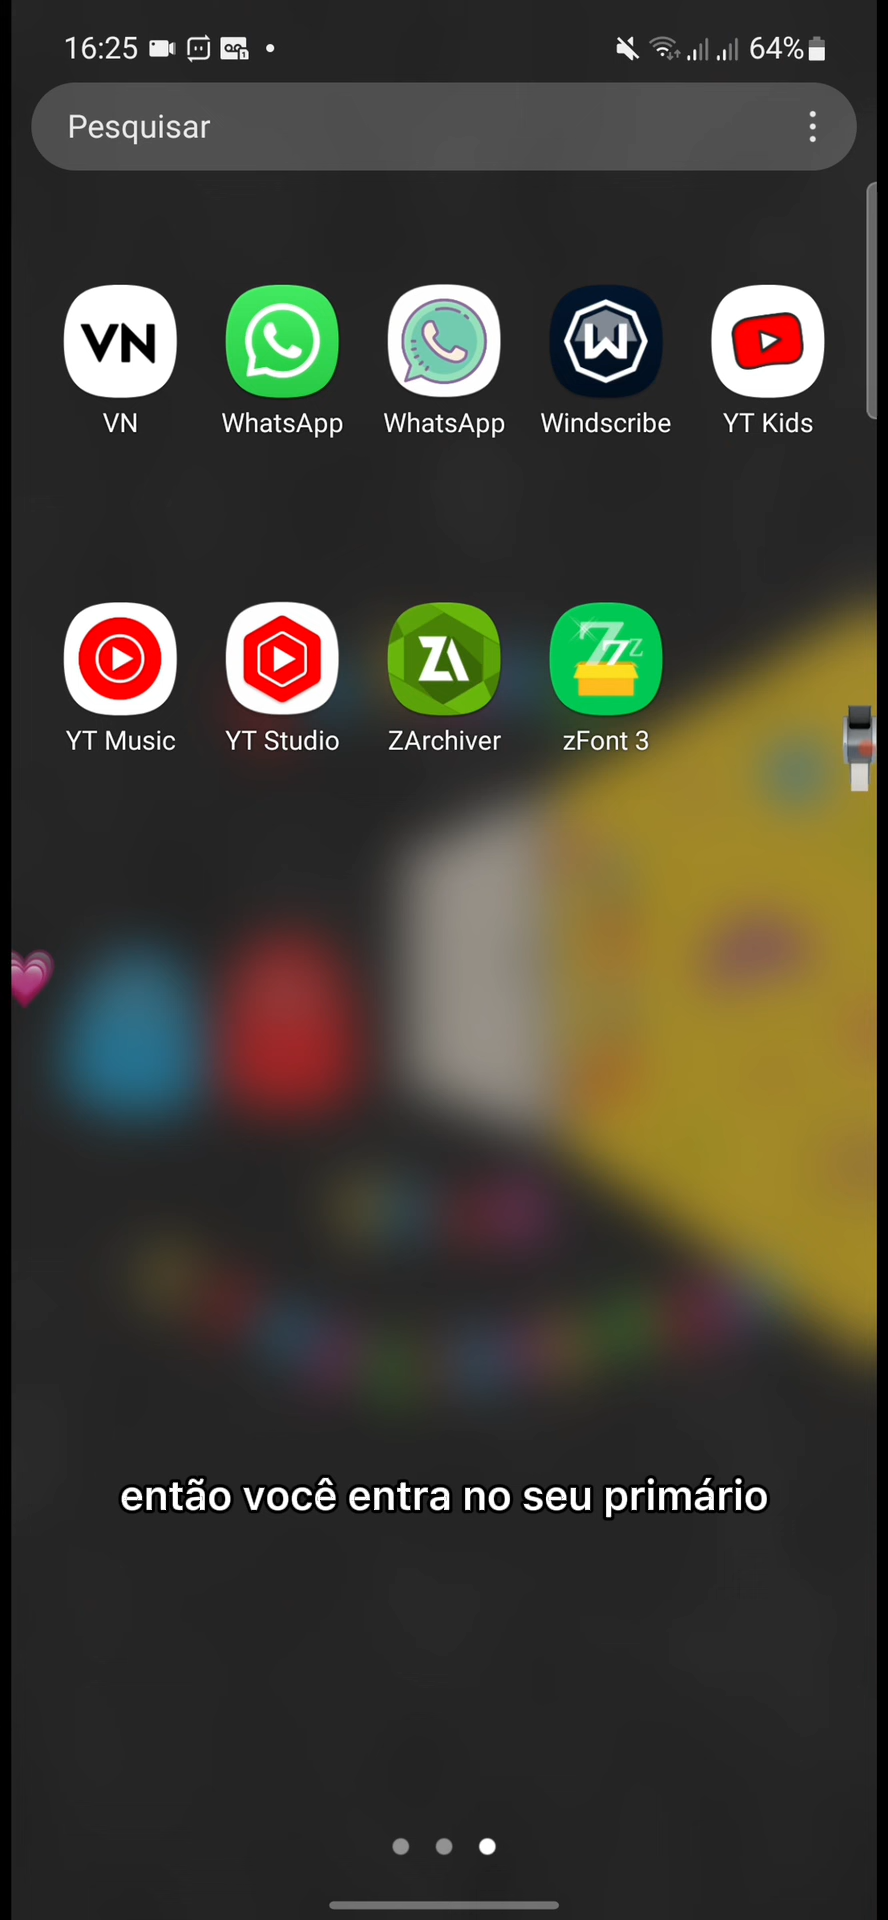 16:25
64%
Pesquisar
VN
VN WhatsApp WhatsApp Windscribe YT Kids
YT Music YT Studio ZArchiver zFont 3
então você entra no seu primário